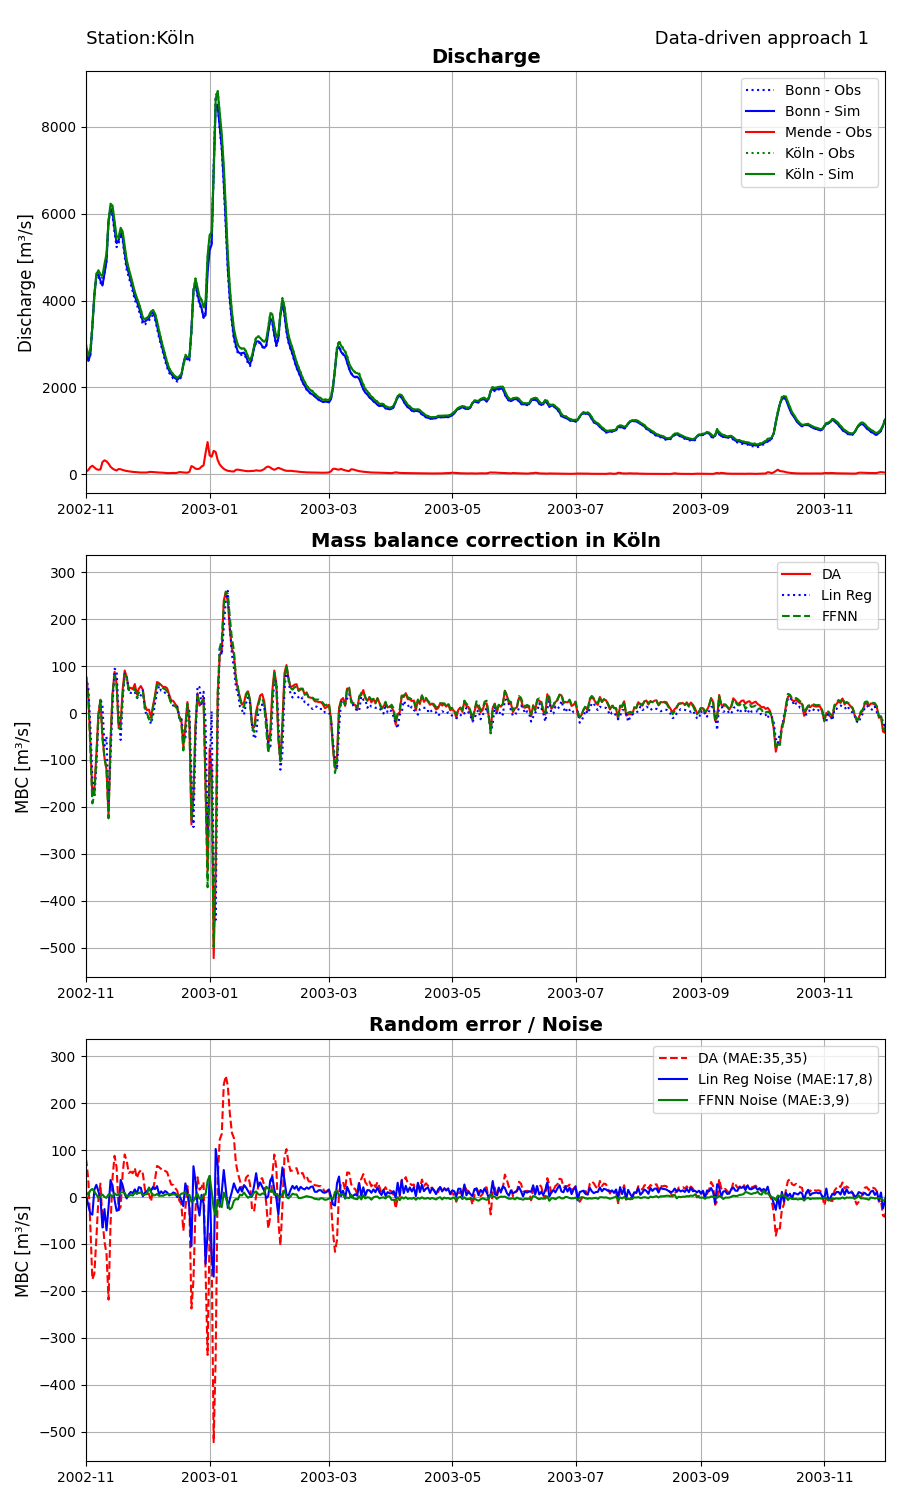 Station:Köln
Data-driven approach 1
Discharge
Bonn - Obs
Bonn - Sim
Mende - Obs
Köln - Obs
Köln - Sim
Discharge [m³/s]
8000
6000
4000
2000
0
2002-11 2003-01 2003-03 2003-05 2003-07 2003-09 2003-11
Mass balance correction in Köln
DA
Lin Reg
FFNN
MBC [m³/s]
300
200
100
0
−100
−200
−300
−400
−500
2002-11 2003-01 2003-03 2003-05 2003-07 2003-09 2003-11
Random error / Noise
DA (MAE:35,35)
Lin Reg Noise (MAE:17,8)
FFNN Noise (MAE:3,9)
MBC [m³/s]
300
200
100
0
−100
−200
−300
−400
−500
2002-11 2003-01 2003-03 2003-05 2003-07 2003-09 2003-11